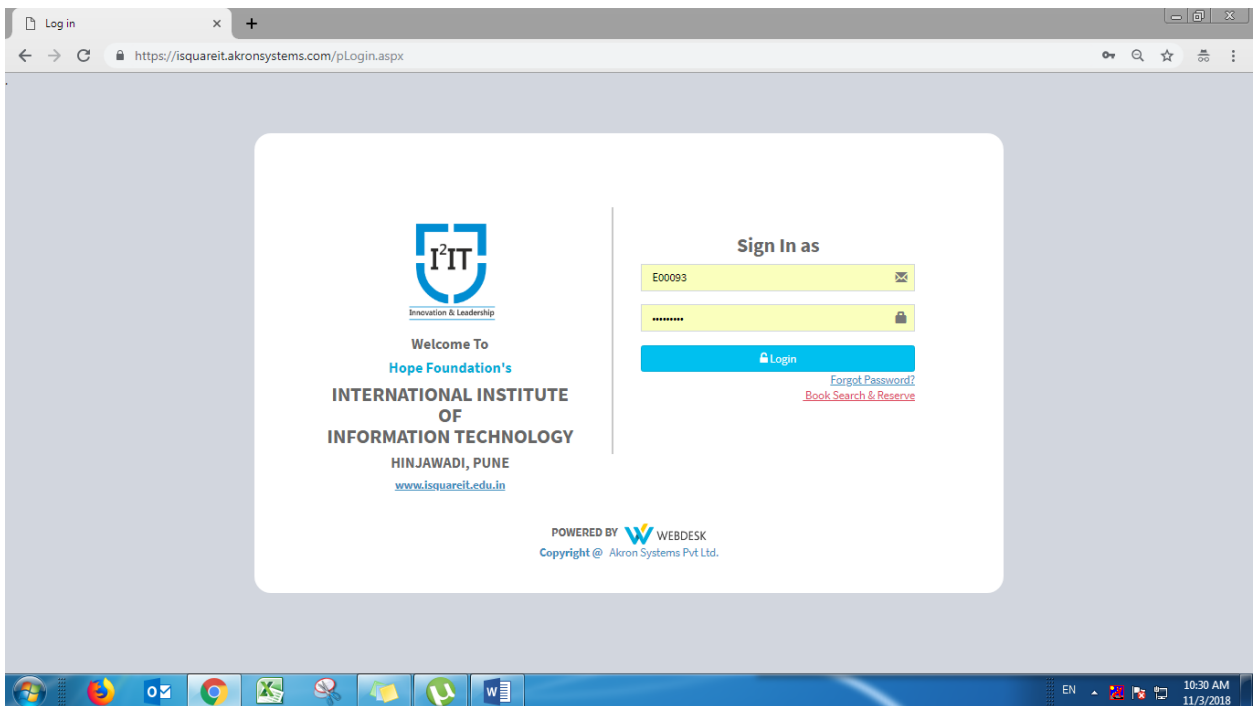 Log in
https://isquareit.akronsystems.com/pLogin.aspx
I²IT
Innovation & Leadership
Welcome To
Hope Foundation's
INTERNATIONAL INSTITUTE
OF
INFORMATION TECHNOLOGY
HINJAWADI, PUNE
www.isquareit.edu.in
Sign In as
E00093
•••••••••
Login
Forgot Password?
Book Search & Reserve
POWERED BY WEBDESK
Copyright @ Akron Systems Pvt Ltd.
EN
10:30 AM
11/3/2018